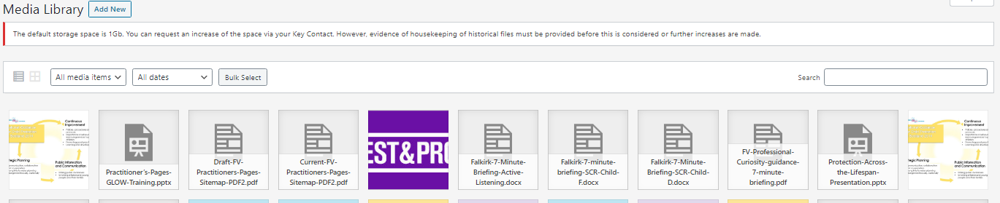 Media Library Add New
The default storage space is 1Gb. You can request an increase of the space via your Key Contact. However, evidence of housekeeping of historical files must be provided before this is considered or further increases are made.
All media items All dates Bulk Select Search
Continuous
Improvement
Public Information
and Communication
Practitioner's-Pages-
GLOW-Training.pptx
Draft-FV-
Practitioners-Pages-
Sitemap-PDF2.pdf
Current-FV-
Practitioners-Pages-
Sitemap-PDF2.pdf
EST&PRO
Falkirk-7-Minute-
Briefing-Active-
Listening.docx
Falkirk-7-minute-
briefing-SCR-Child-
F.docx
Falkirk-7-Minute-
Briefing-SCR-Child-
D.docx
FV-Professional-
Curiosity-guidance-
7-minute-
briefing.pdf
Protection-Across-
the-Lifespan-
Presentation.pptx
Continuous
Improvement
tegic Planning
Public Information
and Communication